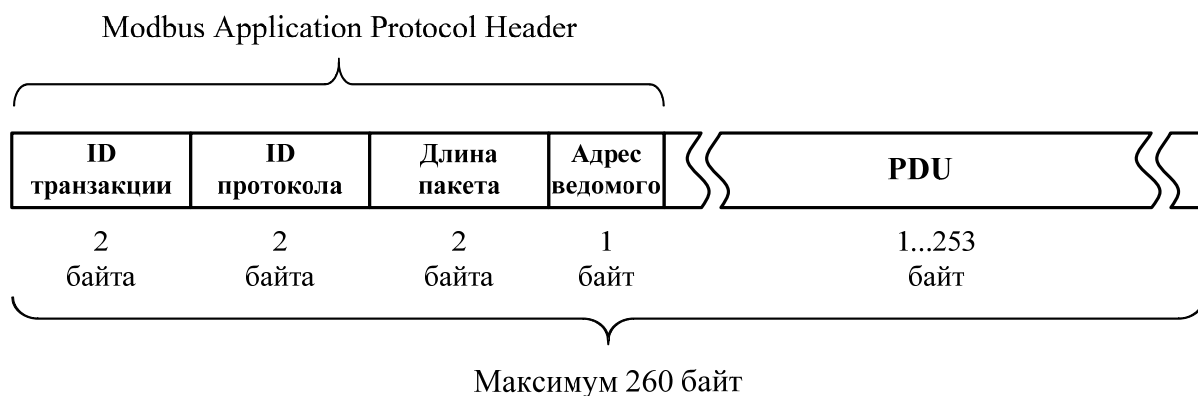 Modbus Application Protocol Header
ID
транзакции
ID
протокола
Длина
пакета
Адрес
ведомого
PDU
2
байта
2
байта
2
байта
1
байт
1...253
байт
Максимум 260 байт